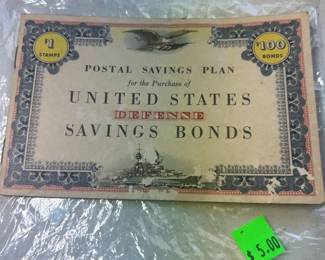 $1
STAMPS
$100
BONDS
POSTAL SAVINGS PLAN
for the Purchase of
UNITED STATES
DEFENSE
SAVINGS BONDS
$ 5.00